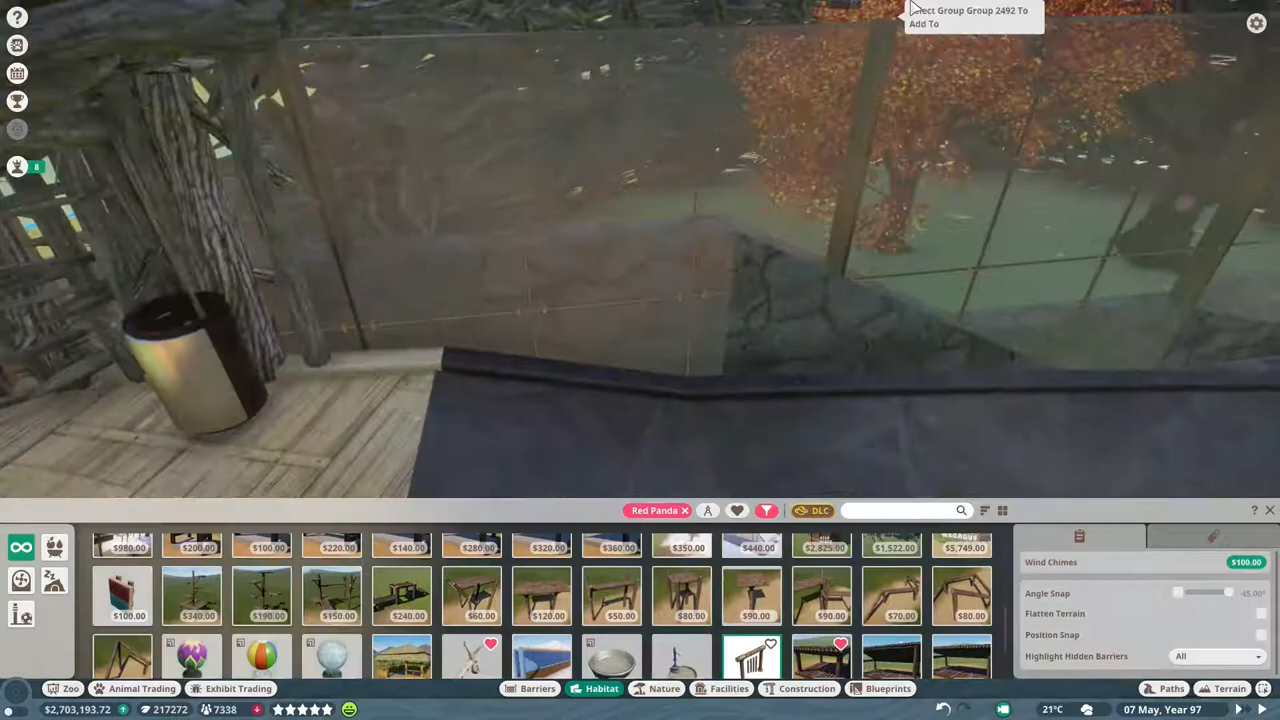 Select Group Group 2492 To
Add To
8
Red Panda
DLC
$980.00
$200.00
$100.00
$220.00
$140.00
$280.00
$320.00
$360.00
$350.00
$440.00
$2,825.00
$1,522.00
$5,749.00
Wind Chimes
$100.00
$100.00
$340.00
$190.00
$150.00
$240.00
$60.00
$120.00
$50.00
$80.00
$90.00
$90.00
$70.00
$80.00
Angle Snap
45.00°
Flatten Terrain
Position Snap
Highlight Hidden Barriers
All
Zoo
Animal Trading
Exhibit Trading
Barriers
Habitat
Nature
Facilities
Construction
Blueprints
Paths
Terrain
$2,703,193.72
217272
7338
21°C
07 May, Year 97